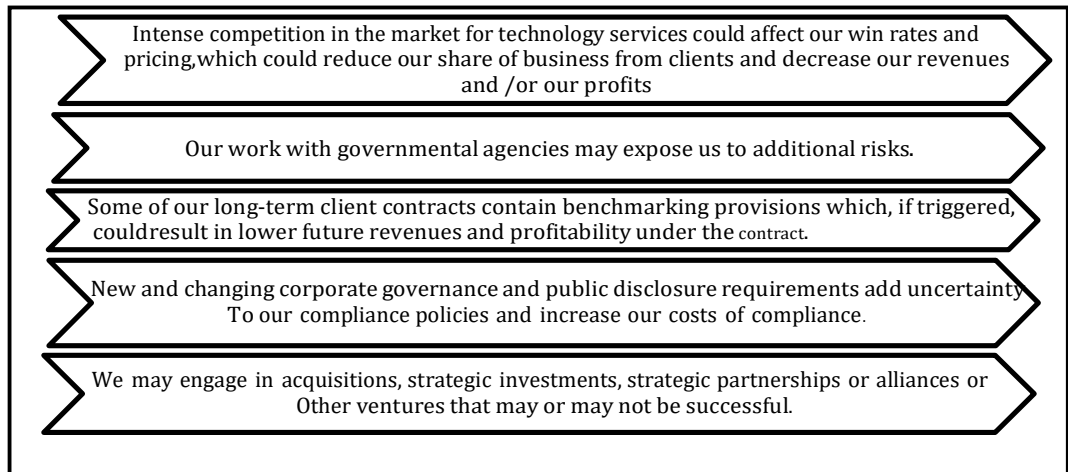 Intense competition in the market for technology services could affect our win rates and
pricing,which could reduce our share of business from clients and decrease our revenues
and /or our profits
Our work with governmental agencies may expose us to additional risks.
Some of our long-term client contracts contain benchmarking provisions which, if triggered,
couldresult in lower future revenues and profitability under the contract.
New and changing corporate governance and public disclosure requirements add uncertainty
To our compliance policies and increase our costs of compliance.
We may engage in acquisitions, strategic investments, strategic partnerships or alliances or
Other ventures that may or may not be successful.